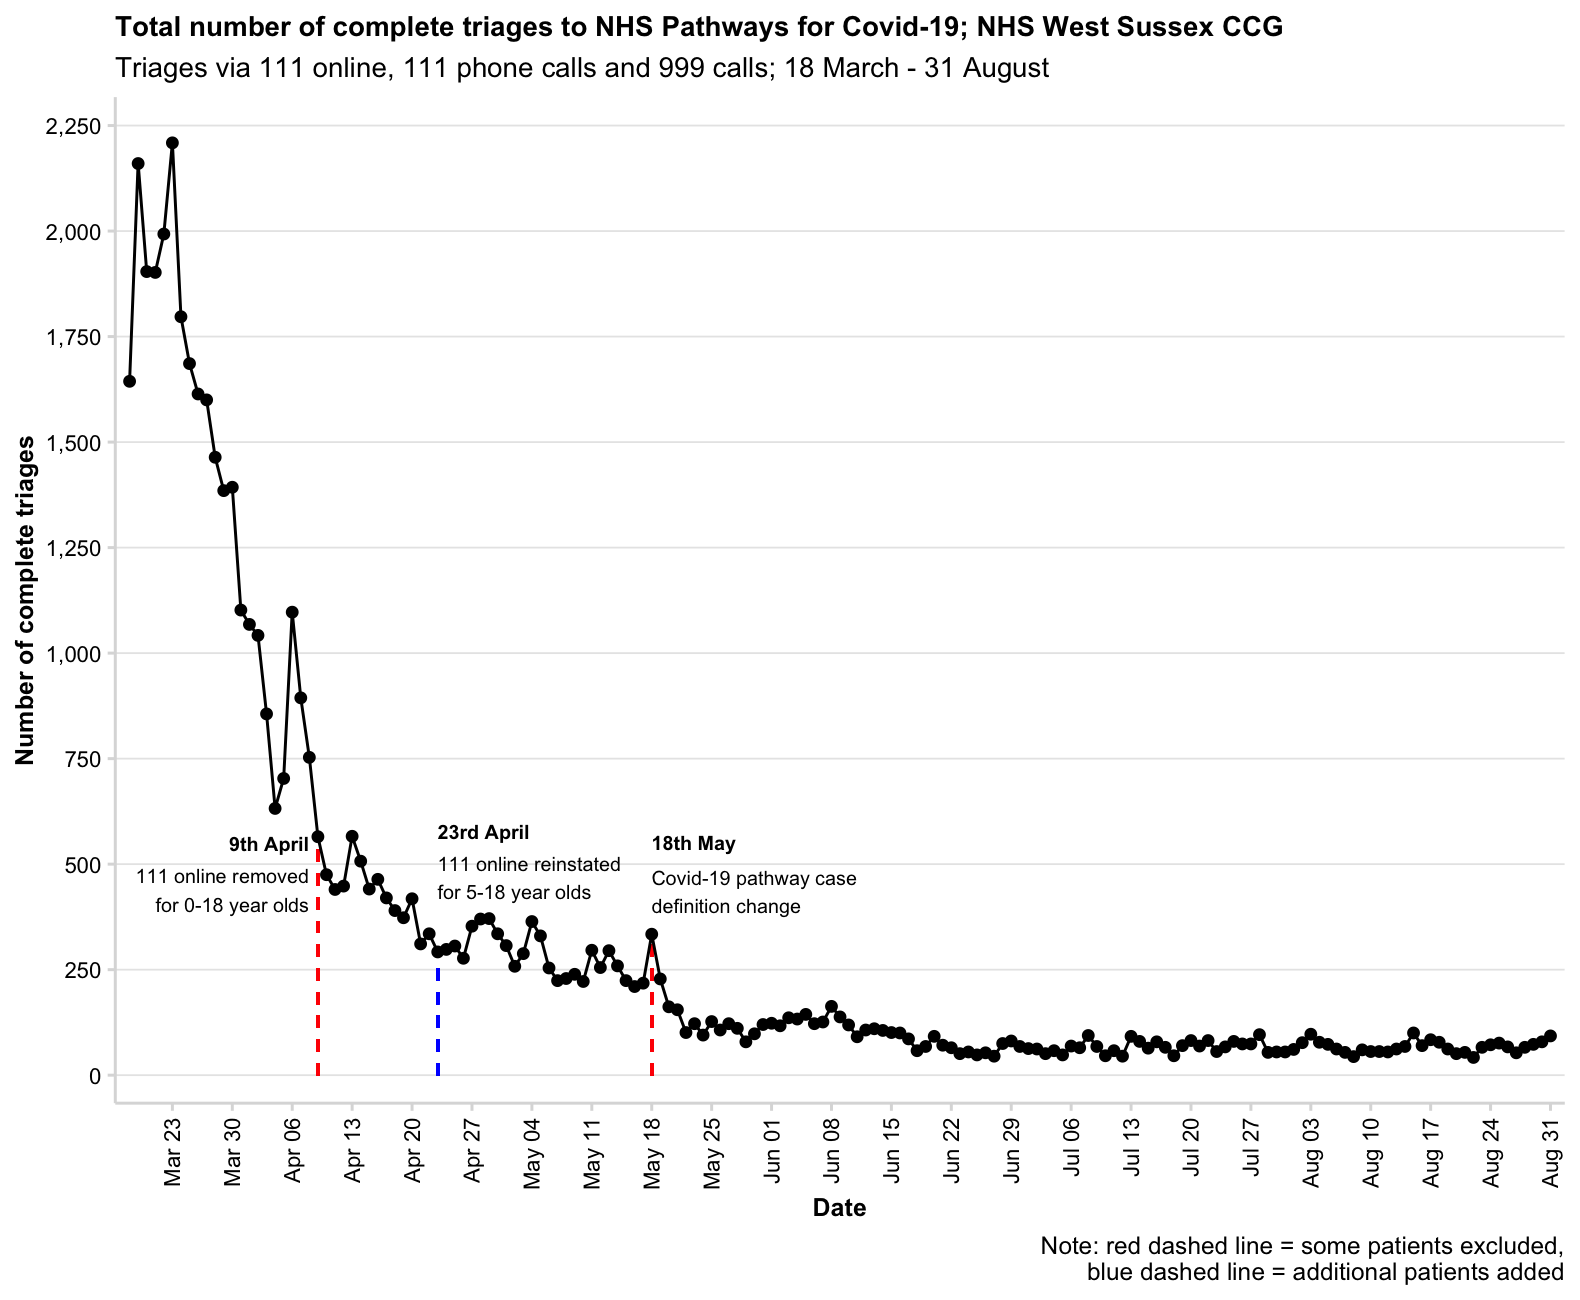 Total number of complete triages to NHS Pathways for Covid-19; NHS West Sussex CCG
Triages via 111 online, 111 phone calls and 999 calls; 18 March - 31 August
Number of complete triages
2,250
2,000
1,750
1,500
1,250
1,000
750
500
250
0
9th April
111 online removed
for 0-18 year olds
23rd April
111 online reinstated
for 5-18 year olds
18th May
Covid-19 pathway case
definition change
Mar 23
Mar 30
Apr 06
Apr 13
Apr 20
Apr 27
May 04
May 11
May 18
May 25
Jun 01
Jun 08
Jun 15
Jun 22
Jun 29
Jul 06
Jul 13
Jul 20
Jul 27
Aug 03
Aug 10
Aug 17
Aug 24
Aug 31
Date
Note: red dashed line = some patients excluded,
blue dashed line = additional patients added